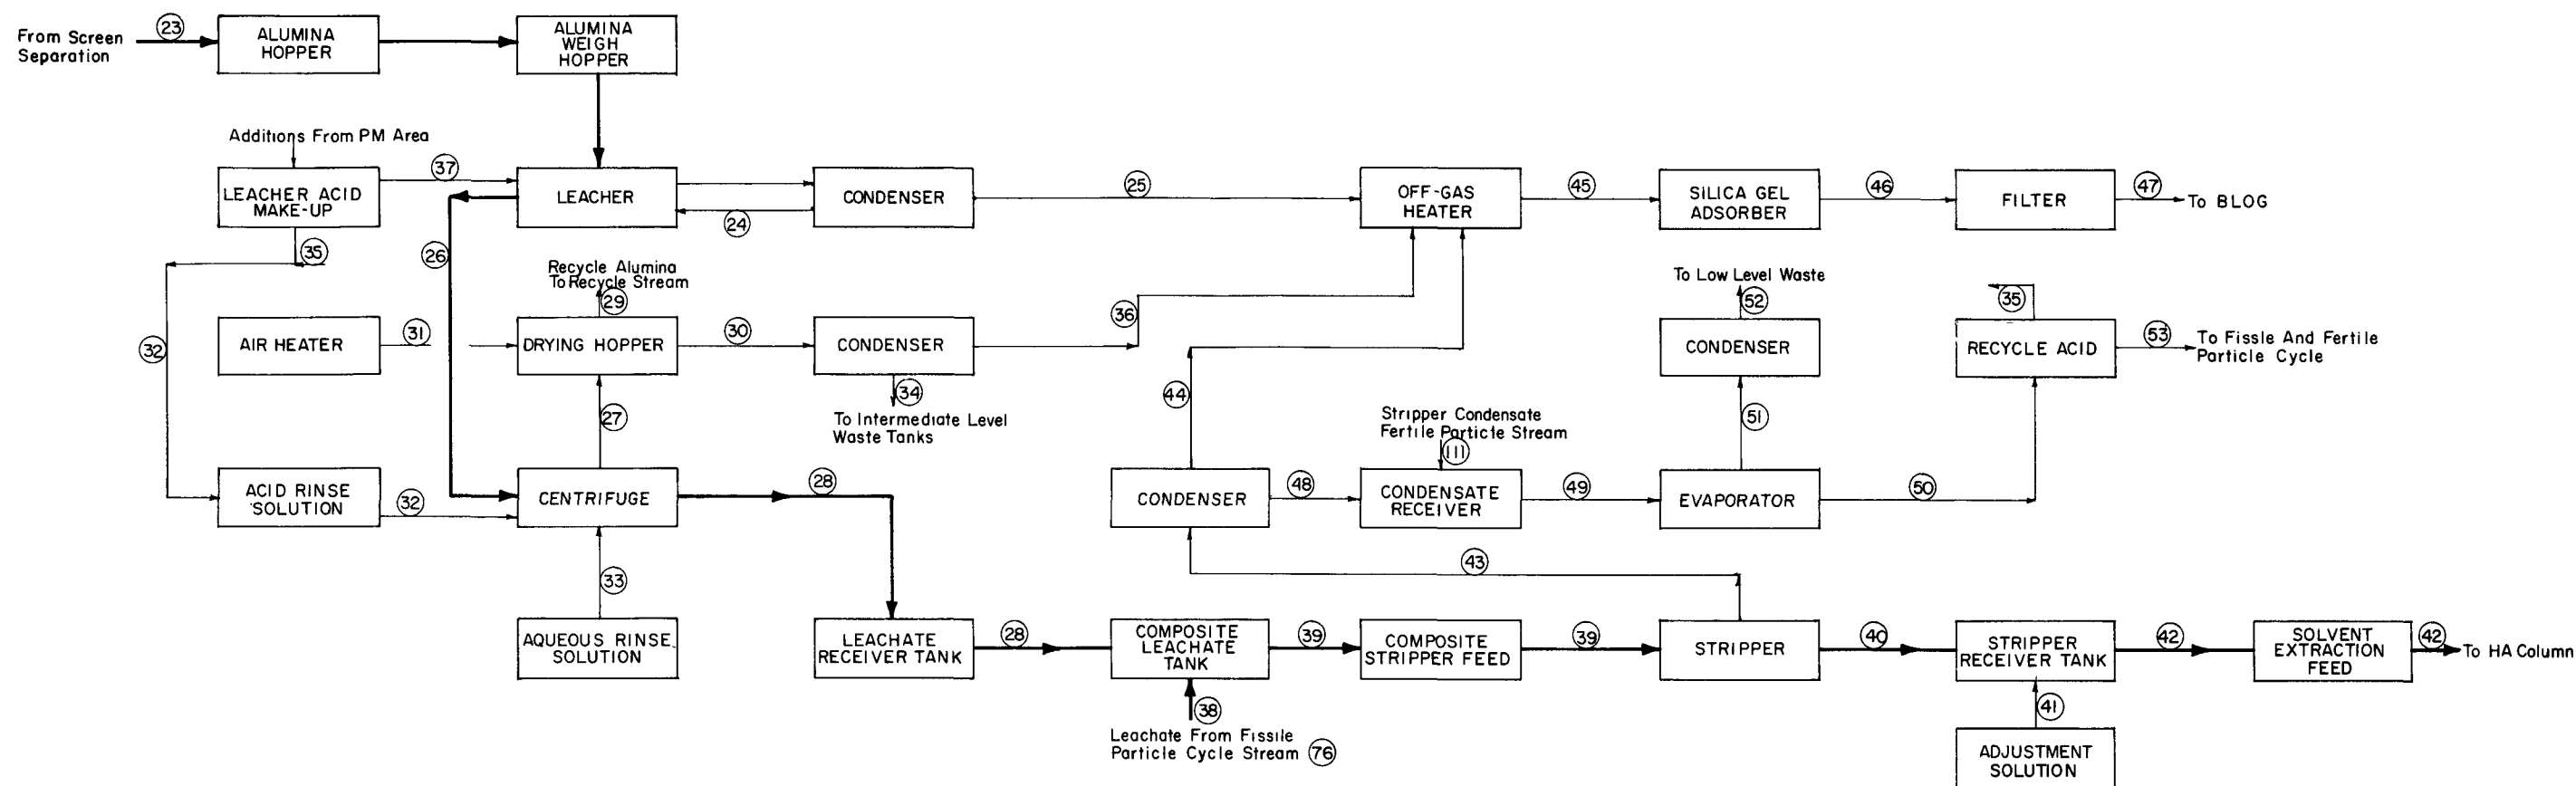 From Screen
Separation
23
ALUMINA
HOPPER
ALUMINA
WEIGH
HOPPER
Additions From PM Area
LEACHER ACID
MAKE-UP
37
LEACHER
24
CONDENSER
25
OFF-GAS
HEATER
45
SILICA GEL
ADSORBER
46
FILTER
47
To BLOG
35
26
Recycle Alumina
To Recycle Stream
29
36
To Low Level Waste
52
35
32
AIR HEATER
31
DRYING HOPPER
30
CONDENSER
34
To Intermediate Level
Waste Tanks
CONDENSER
RECYCLE ACID
53
To Fissle And Fertile
Particle Cycle
27
44
Stripper Condensate
Fertile Particle Stream
111
51
ACID RINSE
SOLUTION
32
CENTRIFUGE
28
CONDENSER
48
CONDENSATE
RECEIVER
49
EVAPORATOR
50
33
43
AQUEOUS RINSE
SOLUTION
LEACHATE
RECEIVER TANK
28
COMPOSITE
LEACHATE
TANK
39
COMPOSITE
STRIPPER FEED
39
STRIPPER
40
STRIPPER
RECEIVER TANK
42
SOLVENT
EXTRACTION
FEED
42
To HA Column
38
Leachate From Fissile
Particle Cycle Stream 76
41
ADJUSTMENT
SOLUTION